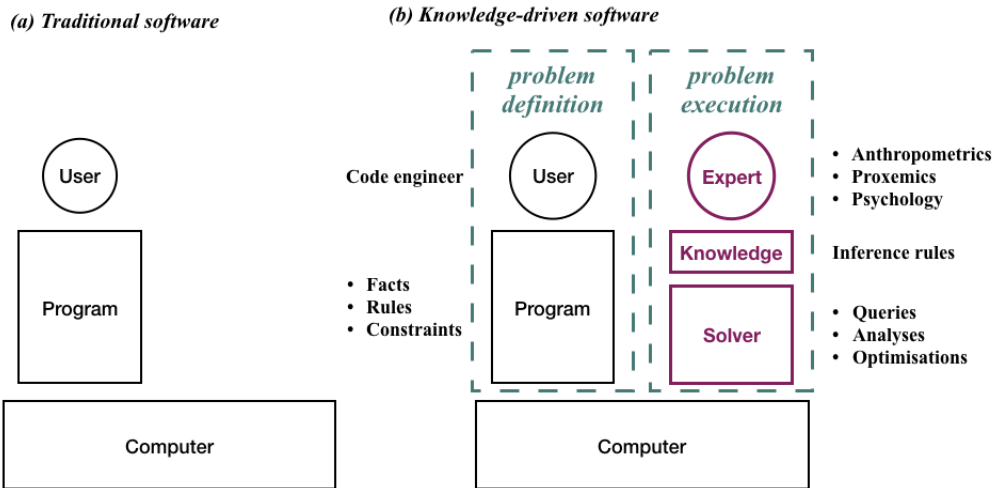 (a) Traditional software
(b) Knowledge-driven software
User
Program
Computer
problem
definition
problem
execution
Code engineer
User
Expert
• Anthropometrics
• Proxemics
• Psychology
Knowledge
Inference rules
• Facts
• Rules
• Constraints
Program
Solver
• Queries
• Analyses
• Optimisations
Computer